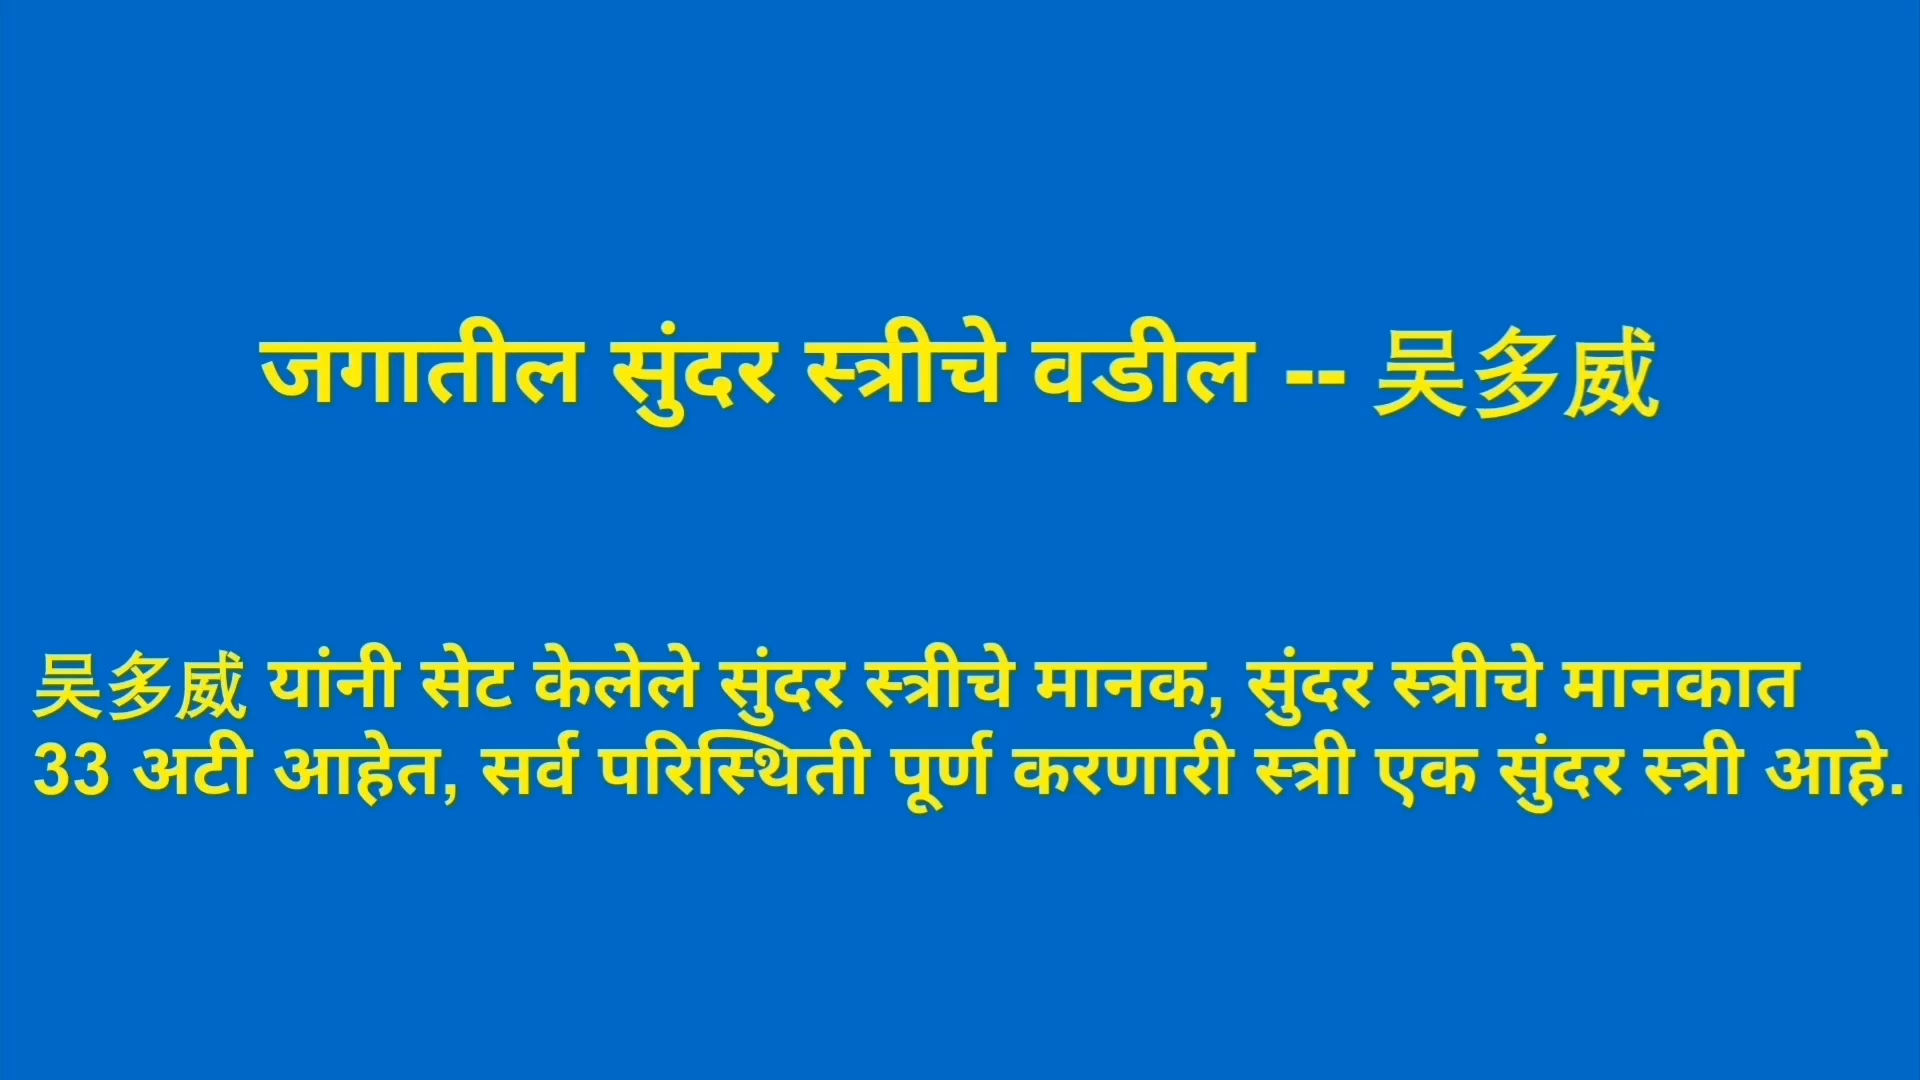 जगातील सुंदर स्त्रीचे वडील -- 吴多威
吴多威 यांनी सेट केलेले सुंदर स्त्रीचे मानक, सुंदर स्त्रीचे मानकात
33 अटी आहेत, सर्व परिस्थिती पूर्ण करणारी स्त्री एक सुंदर स्त्री आहे.